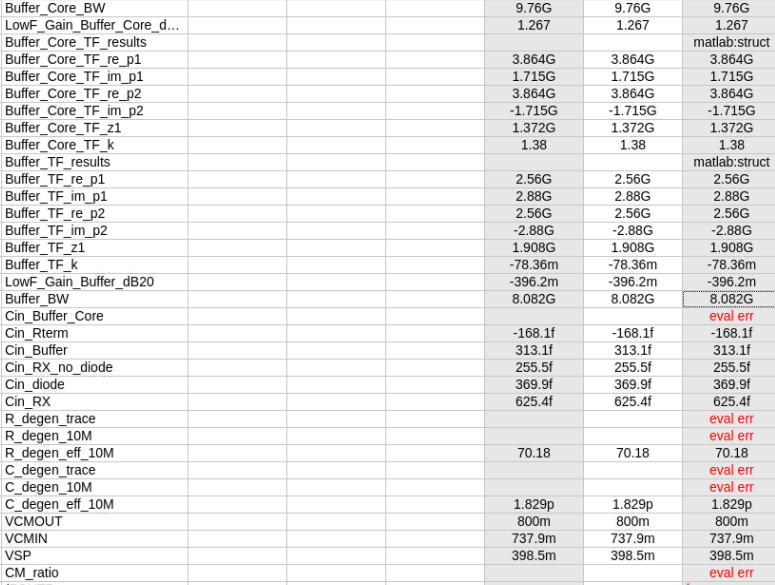 Buffer_Core_BW 9.76G 9.76G 9.76G
LowF_Gain_Buffer_Core_d... 1.267 1.267 1.267
Buffer_Core_TF_results matlab:struct
Buffer_Core_TF_re_p1 3.864G 3.864G 3.864G
Buffer_Core_TF_im_p1 1.715G 1.715G 1.715G
Buffer_Core_TF_re_p2 3.864G 3.864G 3.864G
Buffer_Core_TF_im_p2 -1.715G -1.715G -1.715G
Buffer_Core_TF_z1 1.372G 1.372G 1.372G
Buffer_Core_TF_k 1.38 1.38 1.38
Buffer_TF_results matlab:struct
Buffer_TF_re_p1 2.56G 2.56G 2.56G
Buffer_TF_im_p1 2.88G 2.88G 2.88G
Buffer_TF_re_p2 2.56G 2.56G 2.56G
Buffer_TF_im_p2 -2.88G -2.88G -2.88G
Buffer_TF_z1 1.908G 1.908G 1.908G
Buffer_TF_k -78.36m -78.36m -78.36m
LowF_Gain_Buffer_dB20 -396.2m -396.2m -396.2m
Buffer_BW 8.082G 8.082G 8.082G
Cin_Buffer_Core eval err
Cin_Rterm -168.1f -168.1f -168.1f
Cin_Buffer 313.1f 313.1f 313.1f
Cin_RX_no_diode 255.5f 255.5f 255.5f
Cin_diode 369.9f 369.9f 369.9f
Cin_RX 625.4f 625.4f 625.4f
R_degen_trace eval err
R_degen_10M eval err
R_degen_eff_10M 70.18 70.18 70.18
C_degen_trace eval err
C_degen_10M eval err
C_degen_eff_10M 1.829p 1.829p 1.829p
VCMOUT 800m 800m 800m
VCMIN 737.9m 737.9m 737.9m
VSP 398.5m 398.5m 398.5m
CM_ratio eval err